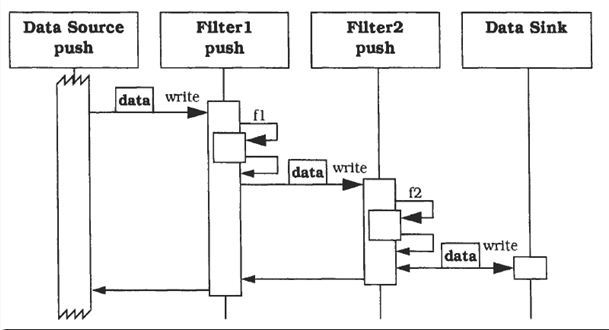 Data Source
push
Filter1
push
Filter2
push
Data Sink
data
write
f1
data
write
f2
data
write